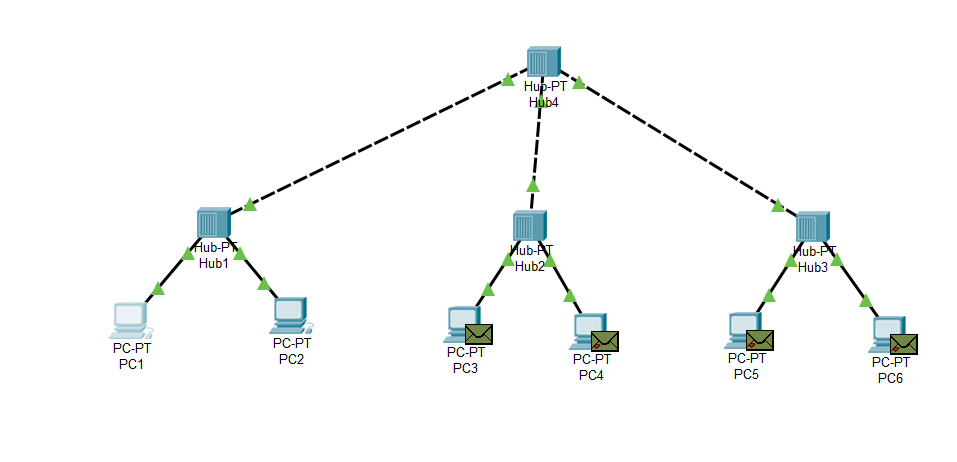 Hub-PT
Hub4
Hub-PT
Hub1
Hub-PT
Hub2
Hub-PT
Hub3
PC-PT
PC1
PC-PT
PC2
PC-PT
PC3
PC-PT
PC4
PC-PT
PC5
PC-PT
PC6